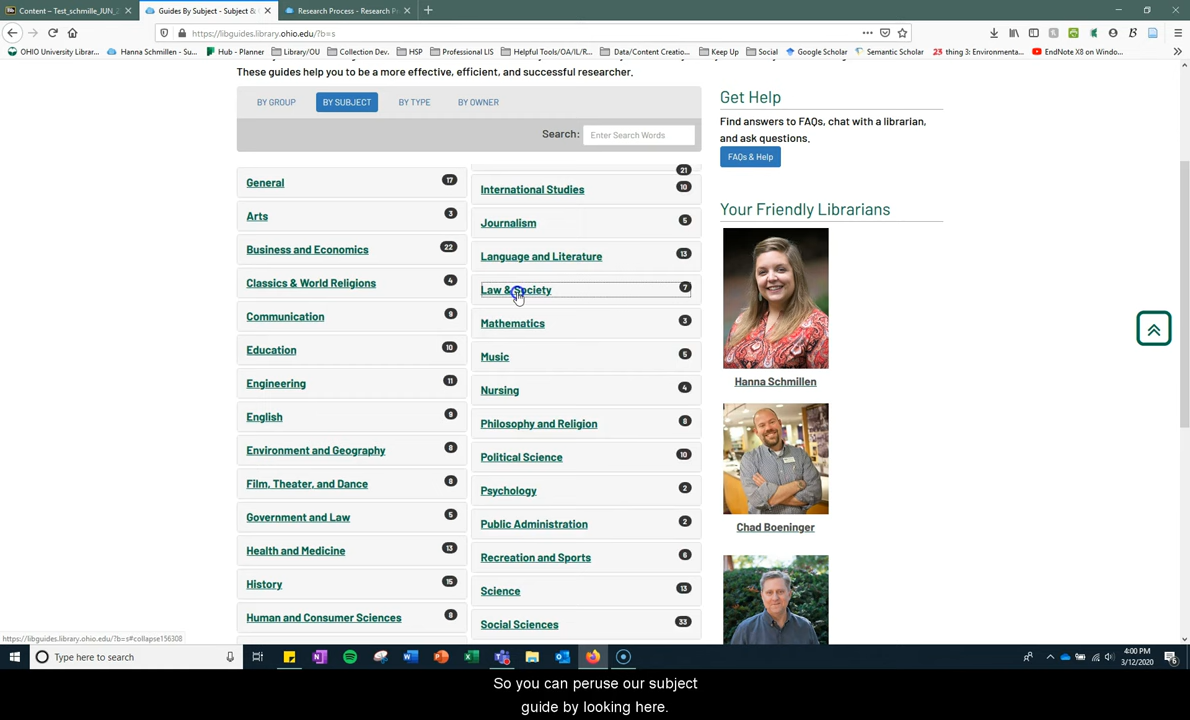 Content – Test_schmille_JUN_2
Guides By Subject - Subject &
Research Process - Research P
https://libguides.library.ohio.edu/?b=s
OHIO University Librar...
Hanna Schmillen - Su...
Hub - Planner
Library/OU
Collection Dev.
HSP
Professional LIS
Helpful Tools/OA/IL/R...
Data/Content Creatio...
Keep Up
Social
Google Scholar
Semantic Scholar
23 thing 3: Environmenta...
EndNote X8 on Windo...
These guides help you to be a more effective, efficient, and successful researcher.
BY GROUP
BY SUBJECT
BY TYPE
BY OWNER
Search:
Enter Search Words
General 17
Arts 3
Business and Economics 22
Classics & World Religions 4
Communication 9
Education 10
Engineering 11
English 9
Environment and Geography 8
Film, Theater, and Dance 8
Government and Law 5
Health and Medicine 13
History 15
Human and Consumer Sciences 8
21
International Studies 10
Journalism 5
Language and Literature 13
Law & Society 7
Mathematics 3
Music 5
Nursing 4
Philosophy and Religion 8
Political Science 10
Psychology 2
Public Administration 2
Recreation and Sports 6
Science 13
Social Sciences 33
Get Help
Find answers to FAQs, chat with a librarian,
and ask questions.
FAQs & Help
Your Friendly Librarians
Hanna Schmillen
Chad Boeninger
https://libguides.library.ohio.edu/?b=s#collapse156308
Type here to search
4:00 PM
3/12/2020
6
So you can peruse our subject
guide by looking here.